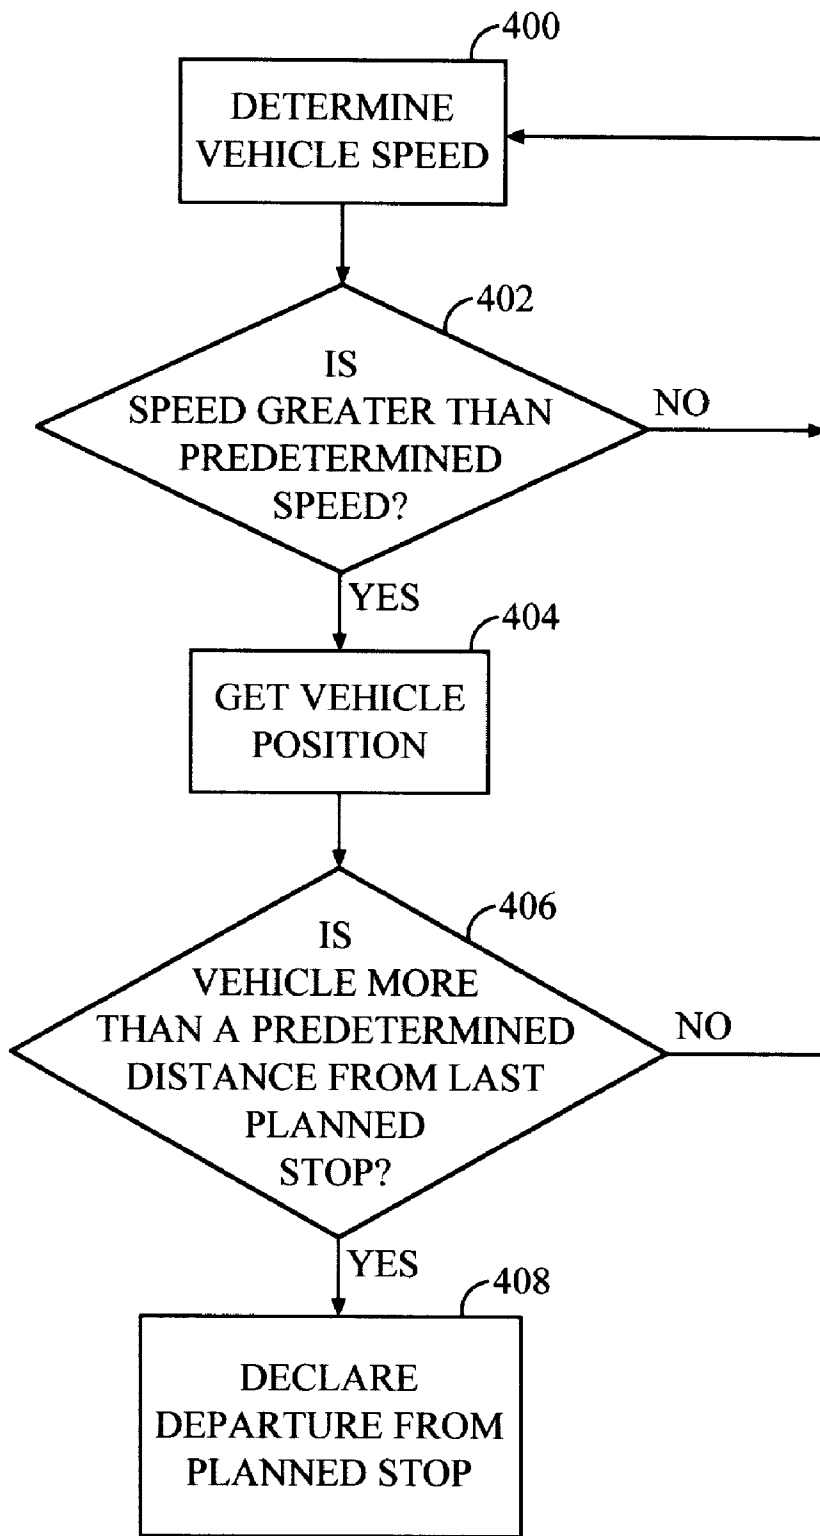 400
DETERMINE
VEHICLE SPEED
402
IS
SPEED GREATER THAN
PREDETERMINED
SPEED?
NO
YES
404
GET VEHICLE
POSITION
406
IS
VEHICLE MORE
THAN A PREDETERMINED
DISTANCE FROM LAST
PLANNED
STOP?
NO
YES
408
DECLARE
DEPARTURE FROM
PLANNED STOP